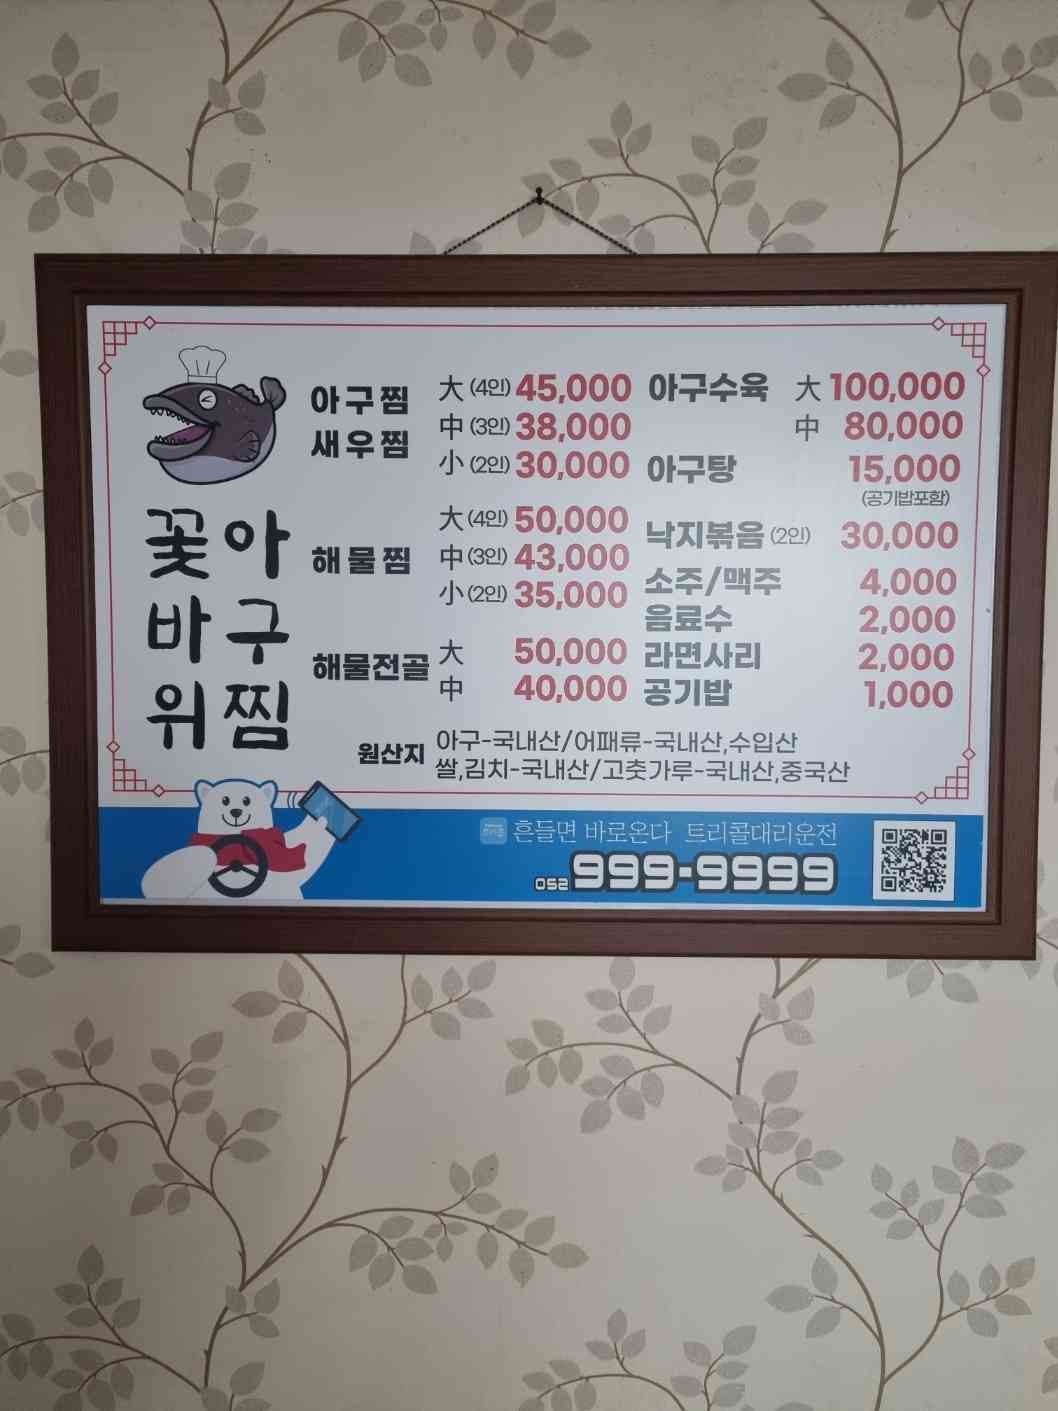 꽃 아
바 구
위 찜
아구찜
새우찜
大 (4인) 45,000
中 (3인) 38,000
小 (2인) 30,000
해물찜
大 (4인) 50,000
中 (3인) 43,000
小 (2인) 35,000
해물전골
大 50,000
中 40,000
아구수육 大 100,000
中 80,000
아구탕 15,000
(공기밥포함)
낙지볶음 (2인) 30,000
소주/맥주 4,000
음료수 2,000
라면사리 2,000
공기밥 1,000
원산지 아구-국내산/어패류-국내산,수입산
쌀,김치-국내산/고춧가루-국내산,중국산
흔들면 바로온다 트리콜대리운전
052 999-9999